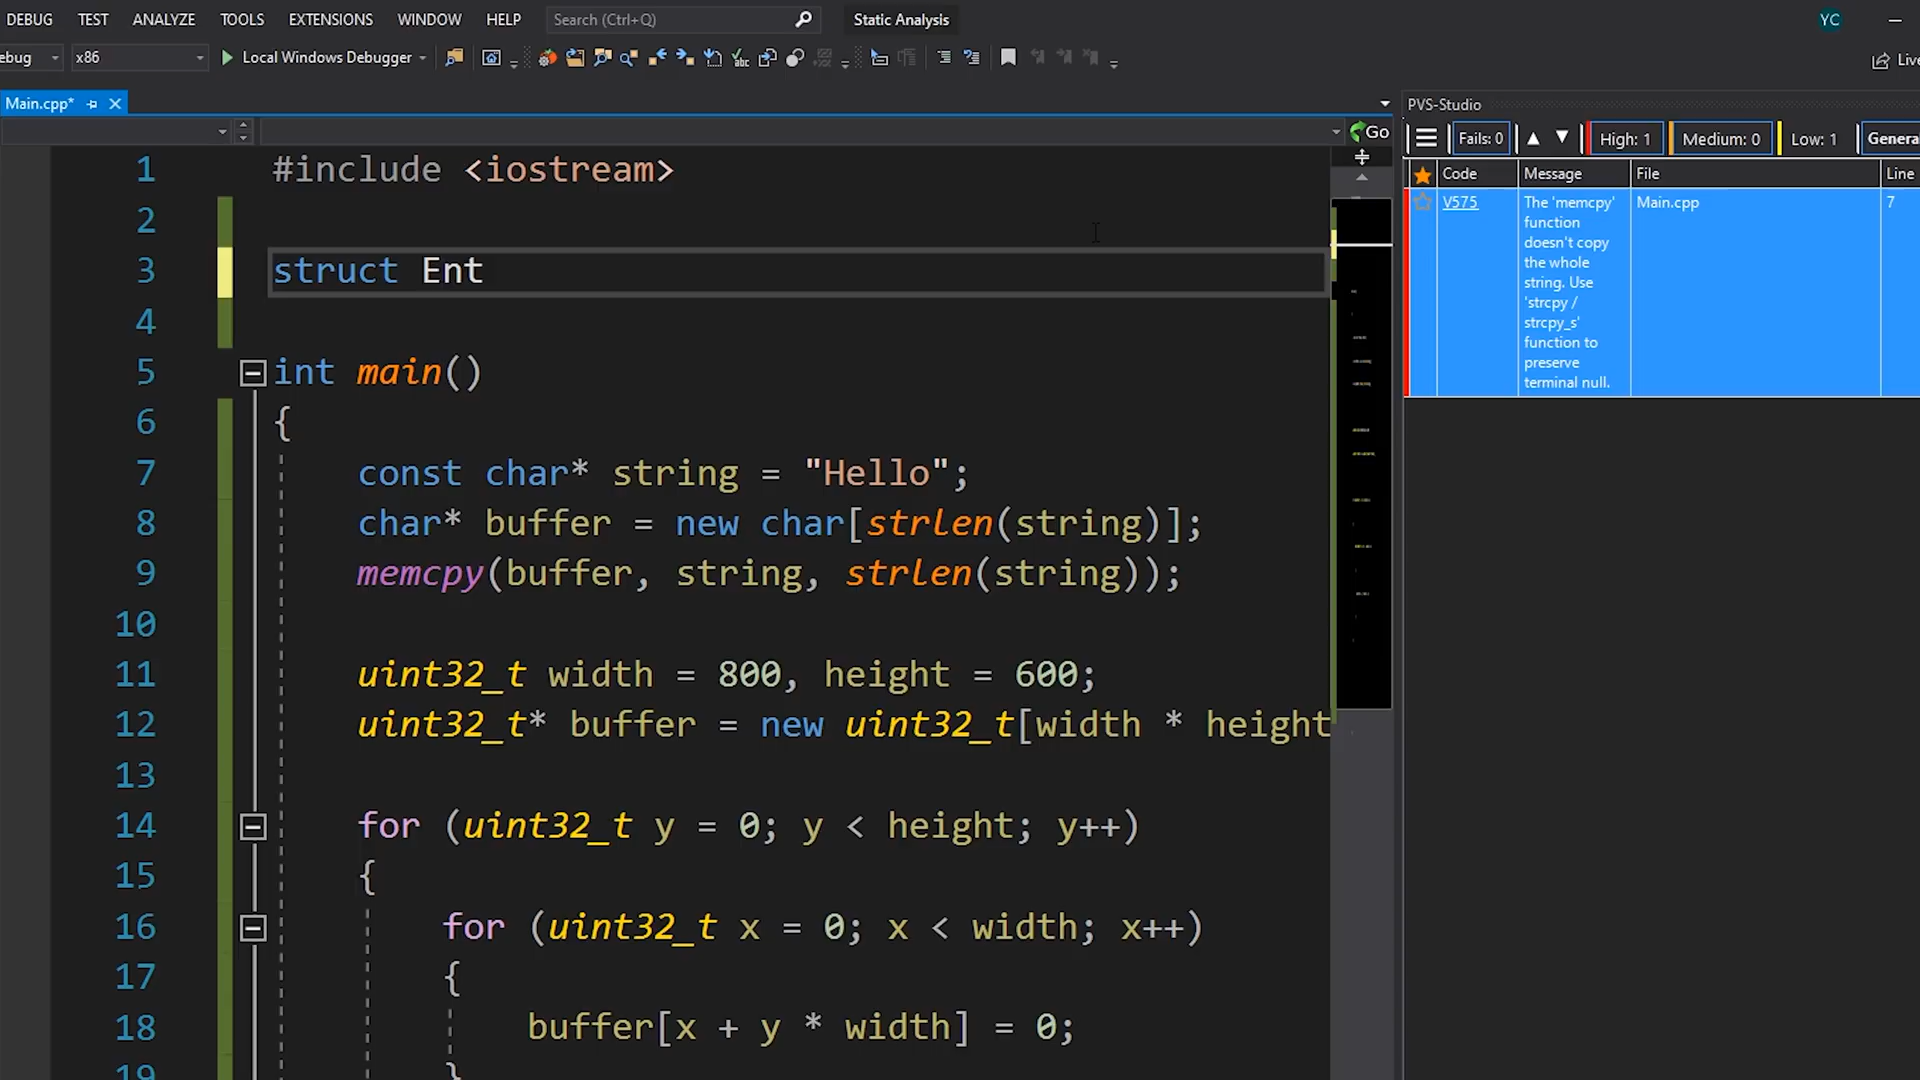 DEBUG TEST ANALYZE TOOLS EXTENSIONS WINDOW HELP Search (Ctrl+Q) Static Analysis YC
ebug x86 Local Windows Debugger Live
Main.cpp* PVS-Studio
Go Fails: 0 High: 1 Medium: 0 Low: 1 Genera
Code Message File Line
V575 The 'memcpy' Main.cpp 7
function
doesn't copy
the whole
string. Use
'strcpy /
strcpy_s'
function to
preserve
terminal null.
1 #include <iostream>
2
3 struct Ent
4
5 int main()
6 {
7 const char* string = "Hello";
8 char* buffer = new char[strlen(string)];
9 memcpy(buffer, string, strlen(string));
10
11 uint32_t width = 800, height = 600;
12 uint32_t* buffer = new uint32_t[width * height
13
14 for (uint32_t y = 0; y < height; y++)
15 {
16 for (uint32_t x = 0; x < width; x++)
17 {
18 buffer[x + y * width] = 0;
19 }